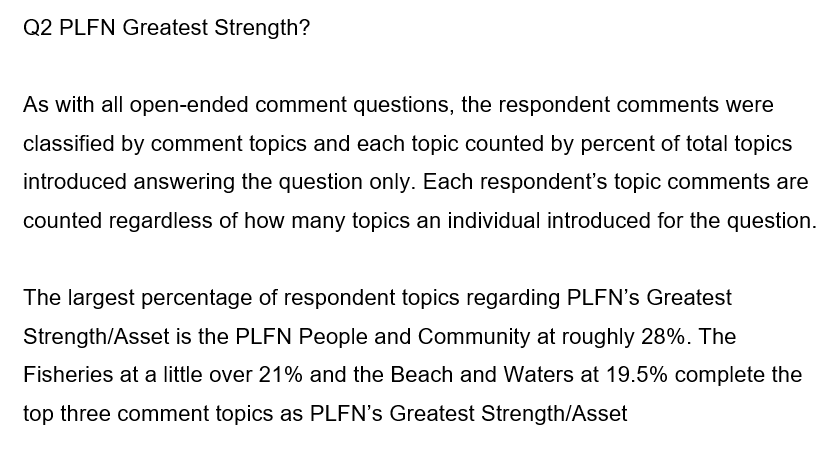 Q2 PLFN Greatest Strength?
As with all open-ended comment questions, the respondent comments were
classified by comment topics and each topic counted by percent of total topics
introduced answering the question only. Each respondent’s topic comments are
counted regardless of how many topics an individual introduced for the question.
The largest percentage of respondent topics regarding PLFN’s Greatest
Strength/Asset is the PLFN People and Community at roughly 28%. The
Fisheries at a little over 21% and the Beach and Waters at 19.5% complete the
top three comment topics as PLFN’s Greatest Strength/Asset